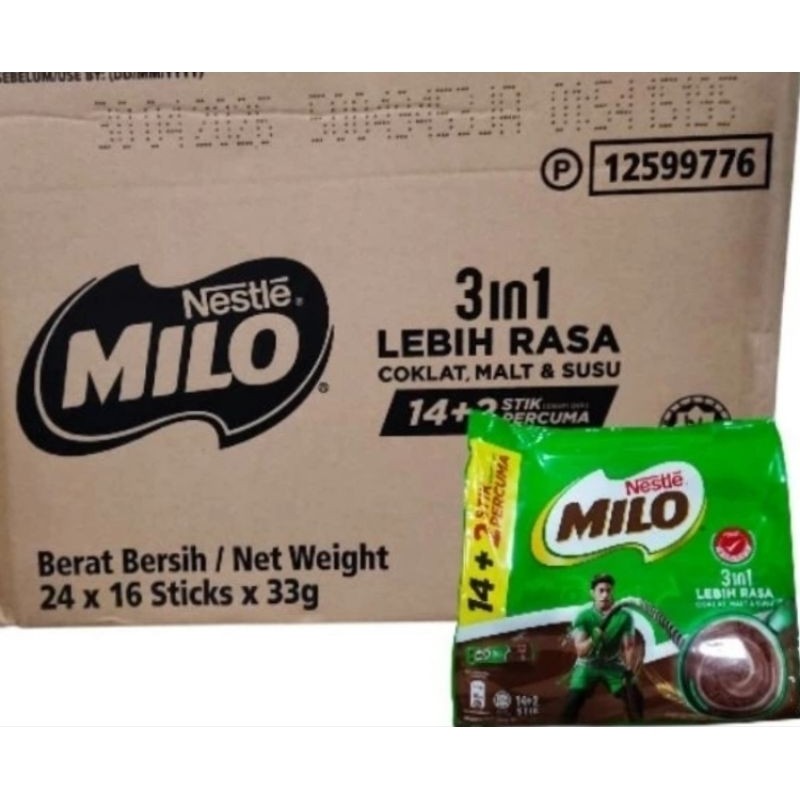 SEBELUM/USE BY: (DD/MM/YYYY)
P 12599776
Nestlé
MILO
3in1
LEBIH RASA
COKLAT, MALT & SUSU
14+2 STIK
PERCUMA
Berat Bersih / Net Weight
24 x 16 Sticks x 33g
14 + 2 STIK
PERCUMA
Nestlé
MILO
3in1
LEBIH RASA
COKLAT, MALT & SUSU
14+2
STIK